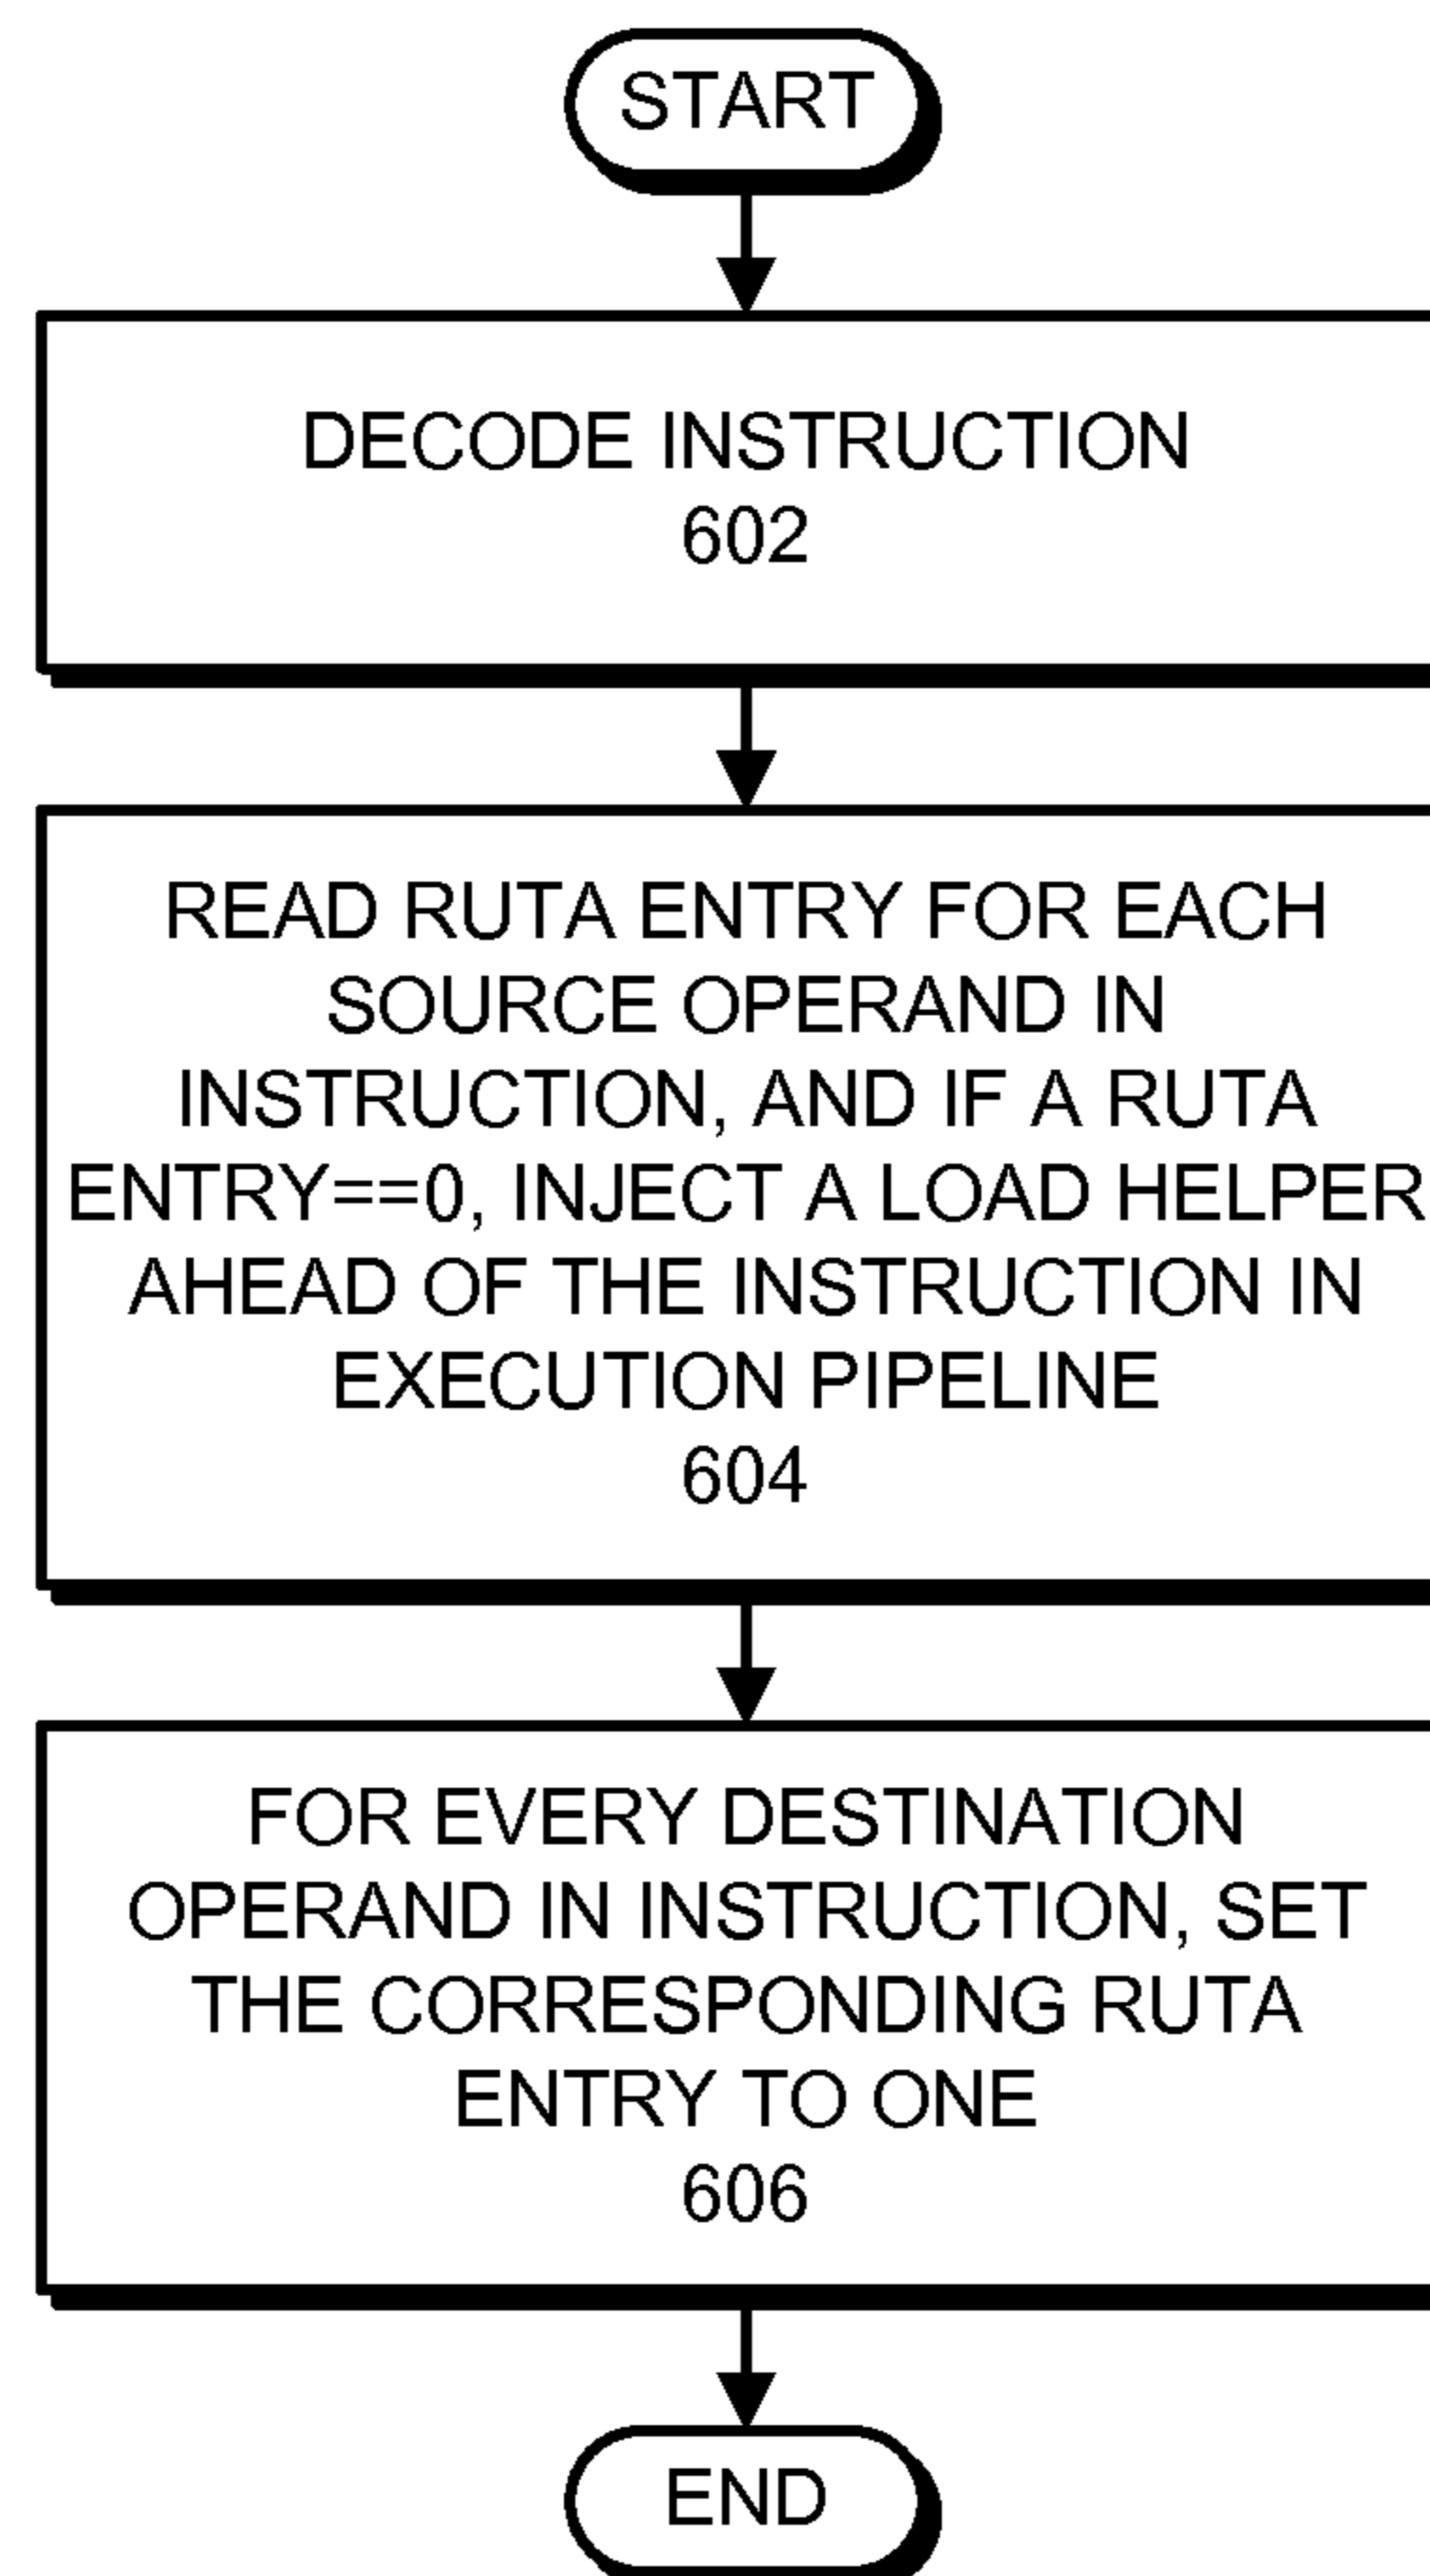 START
DECODE INSTRUCTION
602
READ RUTA ENTRY FOR EACH
SOURCE OPERAND IN
INSTRUCTION, AND IF A RUTA
ENTRY==0, INJECT A LOAD HELPER
AHEAD OF THE INSTRUCTION IN
EXECUTION PIPELINE
604
FOR EVERY DESTINATION
OPERAND IN INSTRUCTION, SET
THE CORRESPONDING RUTA
ENTRY TO ONE
606
END